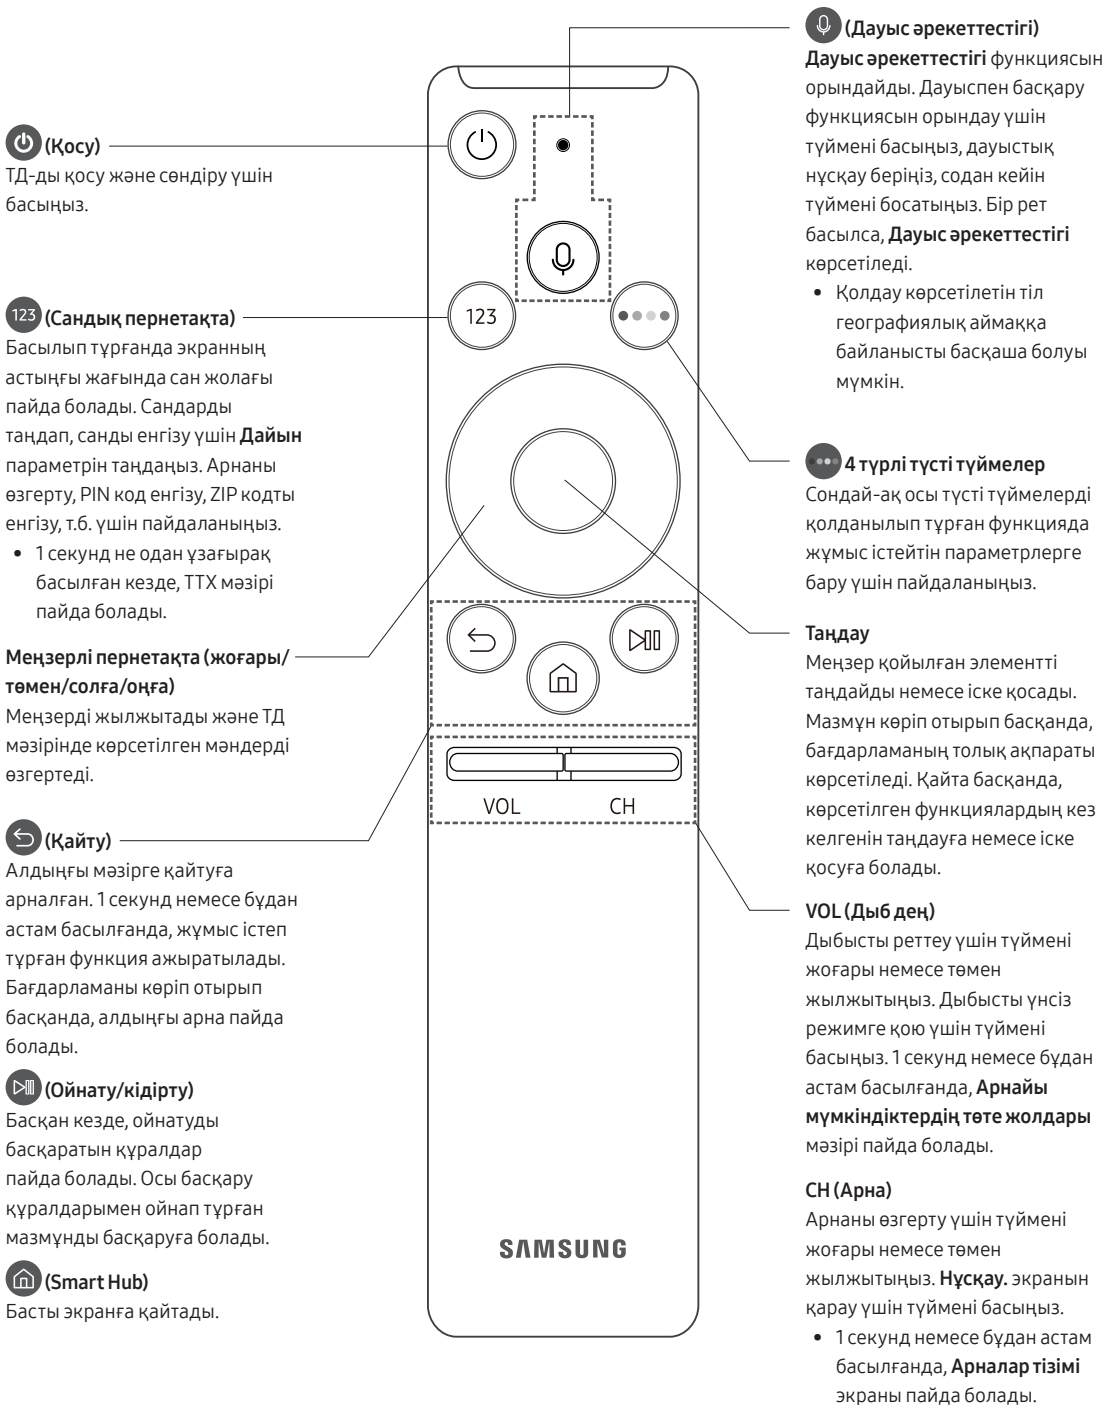 (Қосу)
ТД-ды қосу және сөндіру үшін
басыңыз.
123 (Сандық пернетақта)
Басылып тұрғанда экранның
астыңғы жағында сан жолағы
пайда болады. Сандарды
таңдап, санды енгізу үшін Дайын
параметрін таңдаңыз. Арнаны
өзгерту, PIN код енгізу, ZIP кодты
енгізу, т.б. үшін пайдаланыңыз.
• 1 секунд не одан ұзағырақ
басылған кезде, TTX мәзірі
пайда болады.
Меңзерлі пернетақта (жоғары/
төмен/солға/оңға)
Меңзерді жылжытады және ТД
мәзірінде көрсетілген мәндерді
өзгертеді.
(Қайту)
Алдыңғы мәзірге қайтуға
арналған. 1 секунд немесе бұдан
астам басылғанда, жұмыс істеп
тұрған функция ажыратылады.
Бағдарламаны көріп отырып
басқанда, алдыңғы арна пайда
болады.
(Ойнату/кідірту)
Басқан кезде, ойнатуды
басқаратын құралдар
пайда болады. Осы басқару
құралдарымен ойнап тұрған
мазмұнды басқаруға болады.
(Smart Hub)
Басты экранға қайтады.
123
VOL CH
SAMSUNG
(Дауыс әрекеттестігі)
Дауыс әрекеттестігі функциясын
орындайды. Дауыспен басқару
функциясын орындау үшін
түймені басыңыз, дауыстық
нұсқау беріңіз, содан кейін
түймені босатыңыз. Бір рет
басылса, Дауыс әрекеттестігі
көрсетіледі.
• Қолдау көрсетілетін тіл
географиялық аймаққа
байланысты басқаша болуы
мүмкін.
4 түрлі түсті түймелер
Сондай-ақ осы түсті түймелерді
қолданылып тұрған функцияда
жұмыс істейтін параметрлерге
бару үшін пайдаланыңыз.
Таңдау
Меңзер қойылған элементті
таңдайды немесе іске қосады.
Мазмұн көріп отырып басқанда,
бағдарламаның толық ақпараты
көрсетіледі. Қайта басқанда,
көрсетілген функциялардың кез
келгенін таңдауға немесе іске
қосуға болады.
VOL (Дыб дең)
Дыбысты реттеу үшін түймені
жоғары немесе төмен
жылжытыңыз. Дыбысты үнсіз
режимге қою үшін түймені
басыңыз. 1 секунд немесе бұдан
астам басылғанда, Арнайы
мүмкіндіктердің төте жолдары
мәзірі пайда болады.
CH (Арна)
Арнаны өзгерту үшін түймені
жоғары немесе төмен
жылжытыңыз. Нұсқау. экранын
қарау үшін түймені басыңыз.
• 1 секунд немесе бұдан астам
басылғанда, Арналар тізімі
экраны пайда болады.